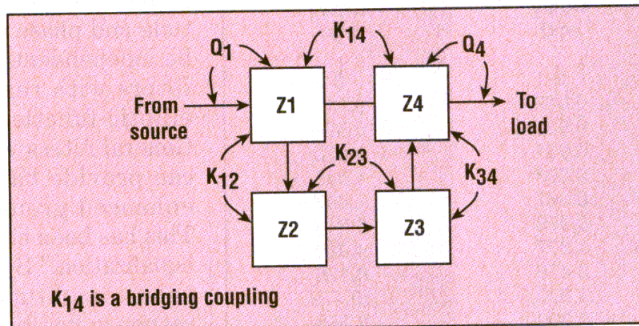 K14
Q1
Q4
From source
Z1
Z4
To load
K12
K23
K34
Z2
Z3
K14 is a bridging coupling